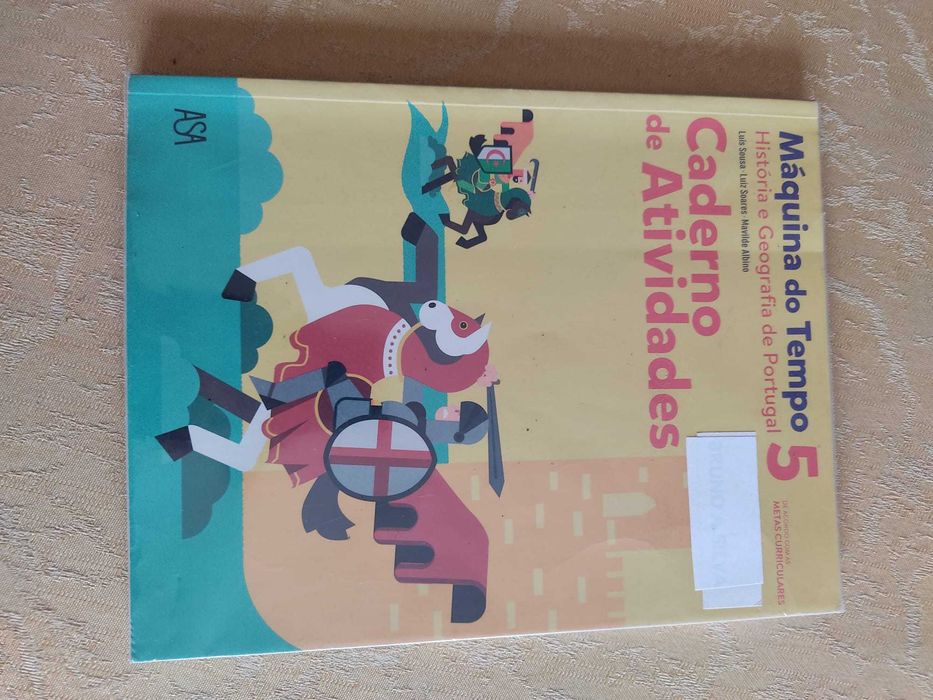 Máquina do Tempo 5
História e Geografia de Portugal
Luís Sousa · Luiz Soares · Mavilde Albino
DE ACORDO COM AS
METAS CURRICULARES
Caderno
de Atividades
ASA